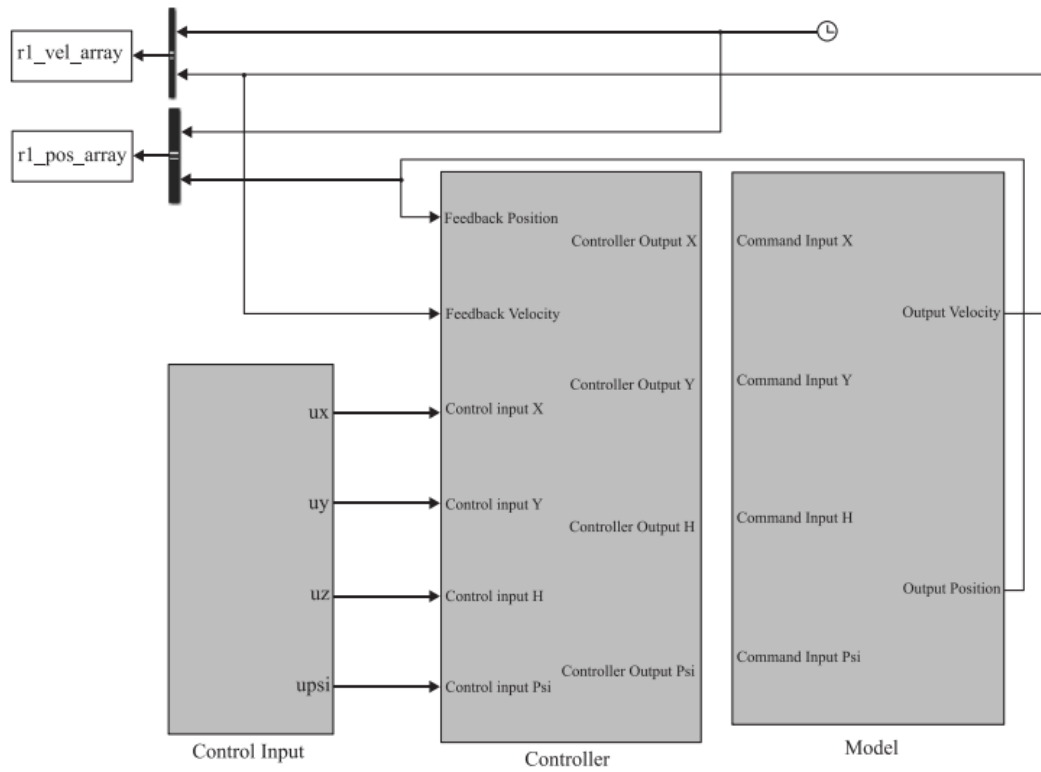 r1_vel_array
r1_pos_array
Feedback Position
Controller Output X
Command Input X
Feedback Velocity
Output Velocity
Controller Output Y
Command Input Y
ux
Control input X
uy
Control input Y
Controller Output H
Command Input H
uz
Control input H
Output Position
upsi
Control input Psi
Controller Output Psi
Command Input Psi
Control Input
Controller
Model